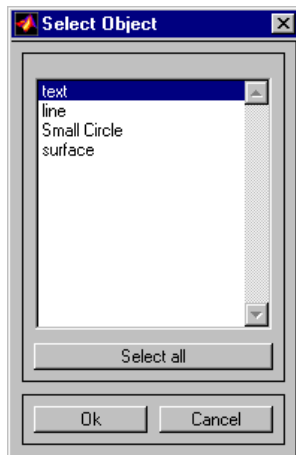 Select Object
text
line
Small Circle
surface
Select all
Ok
Cancel